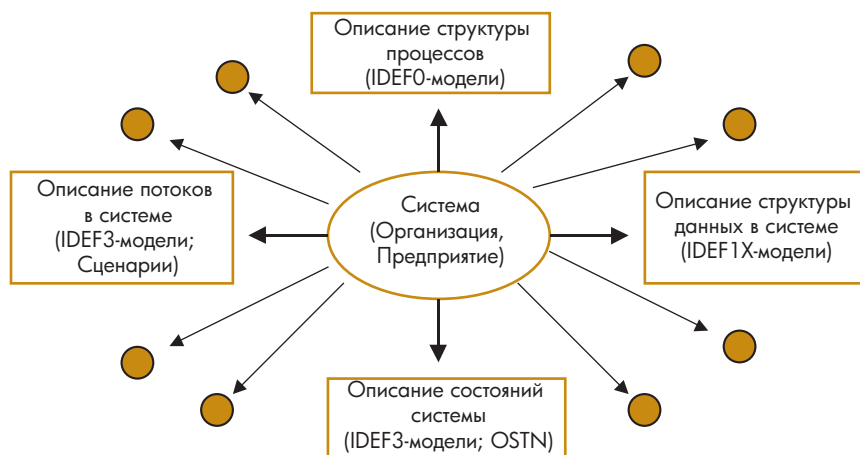 Описание структуры
процессов
(IDEF0-модели)
Описание потоков
в системе
(IDEF3-модели;
Сценарии)
Система
(Организация,
Предприятие)
Описание структуры
данных в системе
(IDEF1X-модели)
Описание состояний
системы
(IDEF3-модели; OSTN)